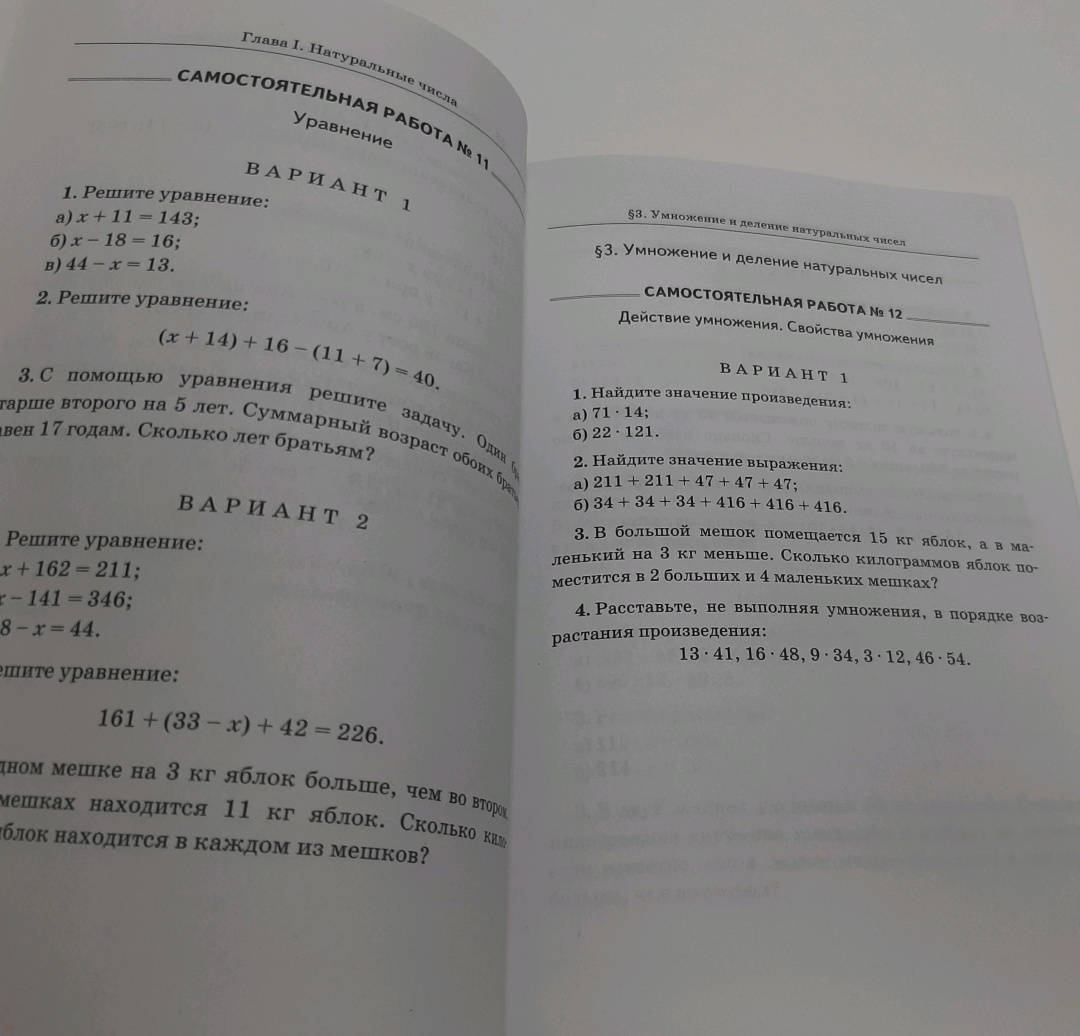 Глава I. Натуральные числа
САМОСТОЯТЕЛЬНАЯ РАБОТА № 11
Уравнение
ВАРИАНТ 1
1. Решите уравнение:
а) x + 11 = 143;
б) x − 18 = 16;
в) 44 − x = 13.
2. Решите уравнение:
(x + 14) + 16 − (11 + 7) = 40.
3. С помощью уравнения решите задачу. Один
старше второго на 5 лет. Суммарный возраст обоих
17 годам. Сколько лет братьям?
ВАРИАНТ 2
Решите уравнение:
x + 162 = 211;
x − 141 = 346;
8 − x = 44.
уравнение:
161 + (33 − x) + 42 = 226.
мешке на 3 кг яблок больше, чем во втором.
мешках находится 11 кг яблок. Сколько
яблок находится в каждом из мешков?
§3. Умножение и деление натуральных чисел
§3. Умножение и деление натуральных чисел
САМОСТОЯТЕЛЬНАЯ РАБОТА № 12
Действие умножения. Свойства умножения
ВАРИАНТ 1
1. Найдите значение произведения:
а) 71 · 14;
б) 22 · 121.
2. Найдите значение выражения:
а) 211 + 211 + 47 + 47 + 47;
б) 34 + 34 + 34 + 416 + 416 + 416.
3. В большой мешок помещается 15 кг яблок, а в ма-
ленький на 3 кг меньше. Сколько килограммов яблок по-
местится в 2 больших и 4 маленьких мешках?
4. Расставьте, не выполняя умножения, в порядке воз-
растания произведения:
13 · 41, 16 · 48, 9 · 34, 3 · 12, 46 · 54.